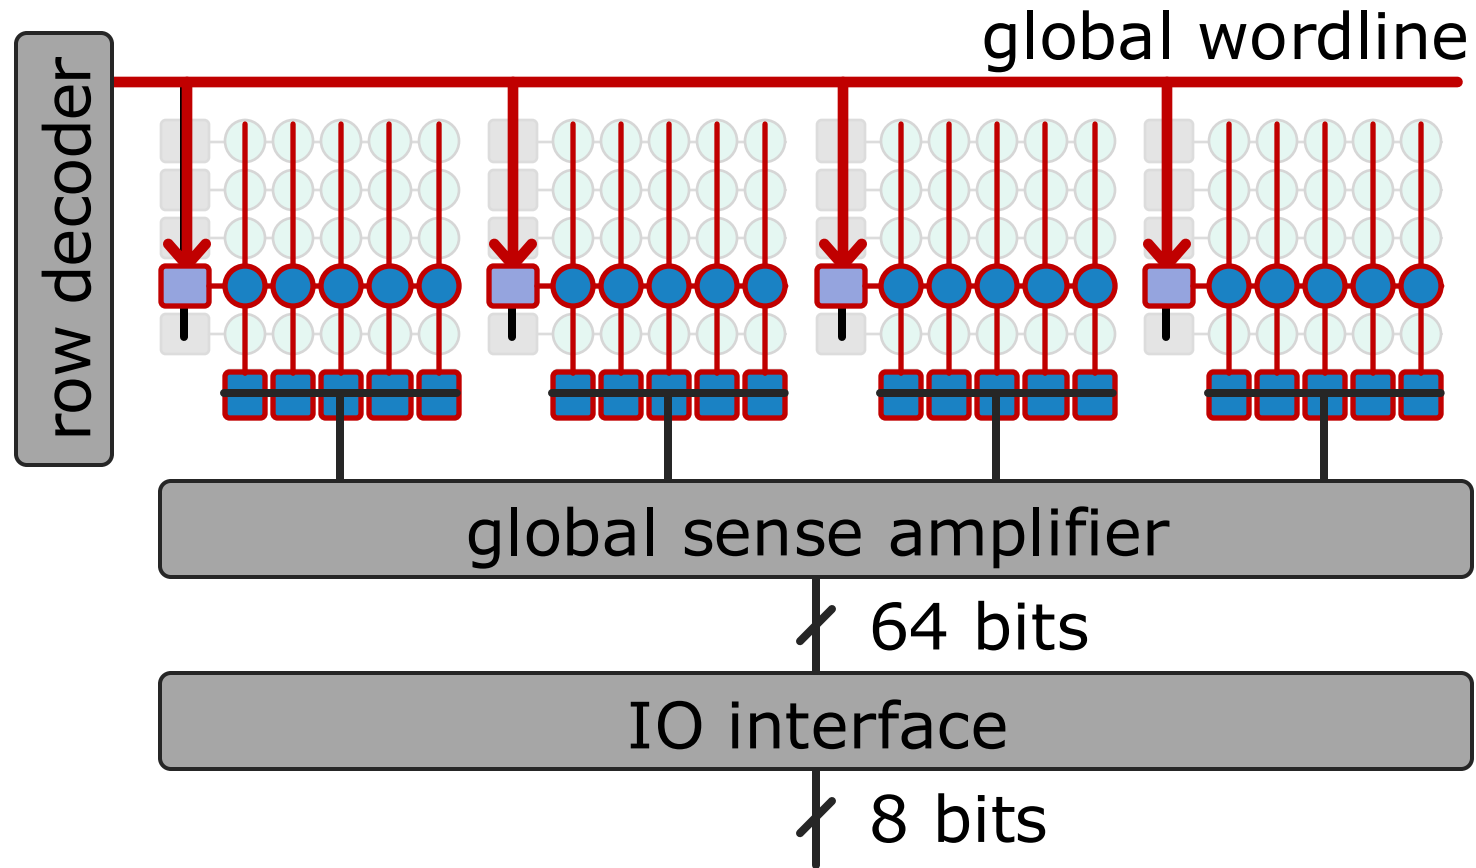 global wordline
row decoder
global sense amplifier
64 bits
IO interface
8 bits